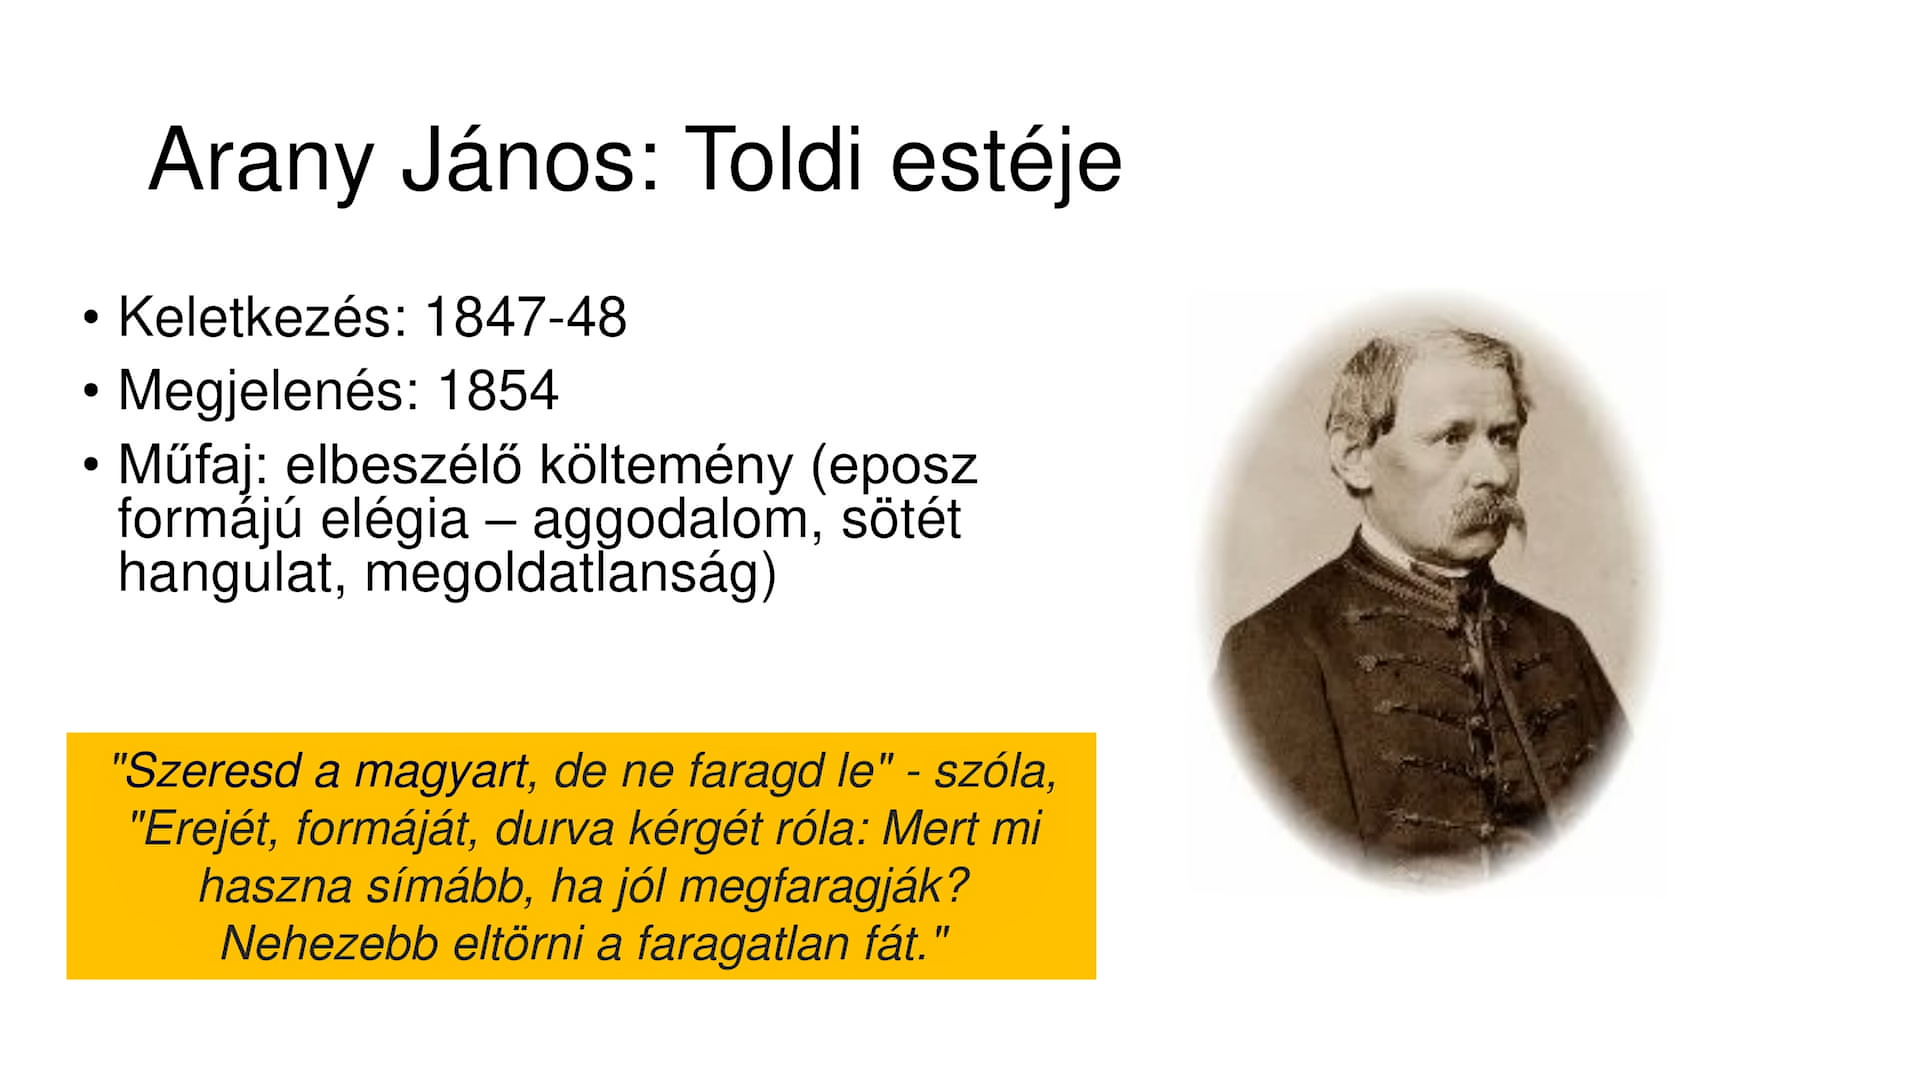 Arany János: Toldi estéje
• Keletkezés: 1847-48
• Megjelenés: 1854
• Műfaj: elbeszélő költemény (eposz
formájú elégia – aggodalom, sötét
hangulat, megoldatlanság)
"Szeresd a magyart, de ne faragd le" - szóla,
"Erejét, formáját, durva kérgét róla: Mert mi
haszna símább, ha jól megfaragják?
Nehezebb eltörni a faragatlan fát."